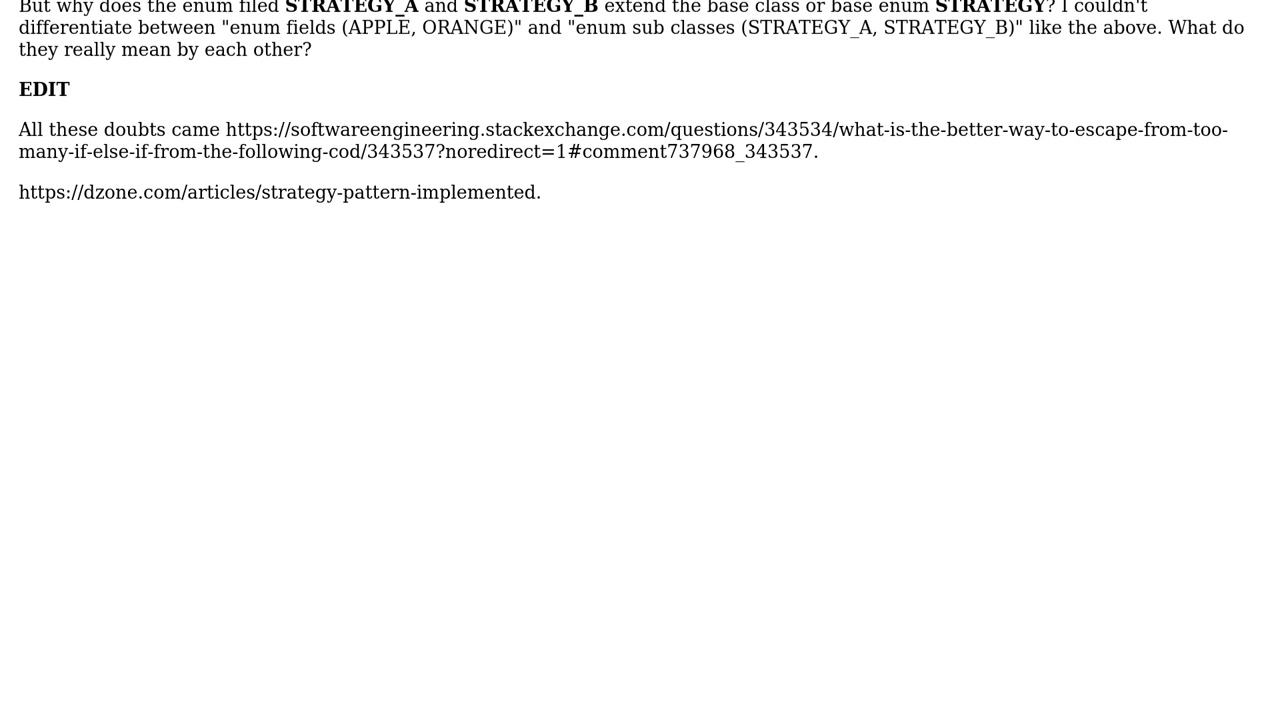 But why does the enum filed STRATEGY_A and STRATEGY_B extend the base class or base enum STRATEGY? I couldn't
differentiate between "enum fields (APPLE, ORANGE)" and "enum sub classes (STRATEGY_A, STRATEGY_B)" like the above. What do
they really mean by each other?
EDIT
All these doubts came https://softwareengineering.stackexchange.com/questions/343534/what-is-the-better-way-to-escape-from-too-
many-if-else-if-from-the-following-cod/343537?noredirect=1#comment737968_343537.
https://dzone.com/articles/strategy-pattern-implemented.